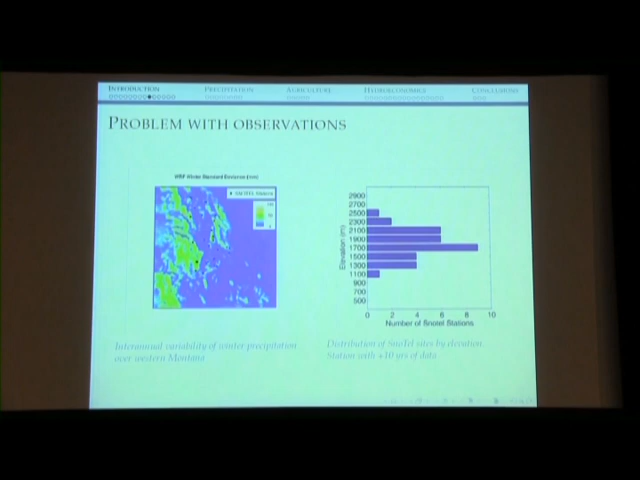 INTRODUCTION PRECIPITATION AGRICULTURE HYDROECONOMICS CONCLUSIONS
PROBLEM WITH OBSERVATIONS
WRF Winter Standard Deviation (mm)
2900
2700
2500
2300
2100
1900
1700
1500
1300
1100
900
700
500
Elevation (m)
0 2 4 6 8 10
Number of Snotel Stations
Interannual variability of winter precipitation
over western Montana
Distribution of SnoTel sites by elevation
Station with +10 yrs of data